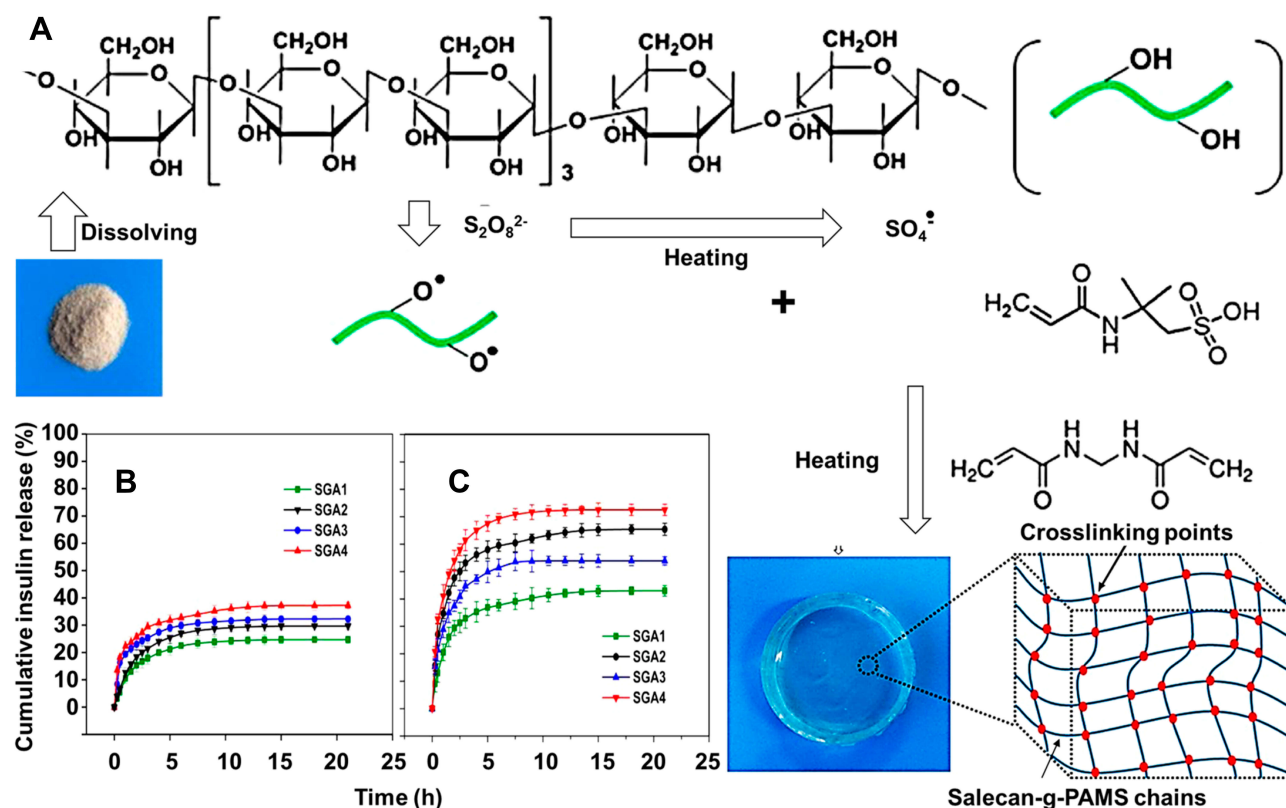 A
CH₂OH CH₂OH CH₂OH CH₂OH CH₂OH
O O O O O
O O O O O O
OH OH OH OH OH
OH OH OH OH OH
3
OH
OH
Dissolving
S₂O₈²⁻
Heating
SO₄•⁻
O•
O•
+
H₂C
O
N
H
O
S
OH
O
Heating
H₂C
O
H
N
H
N
O
CH₂
Crosslinking points
Salecan-g-PAMS chains
Cumulative insulin release (%)
100
90
80
70
60
50
40
30
20
10
0
B
SGA1
SGA2
SGA3
SGA4
0 5 10 15 20 25
C
SGA1
SGA2
SGA3
SGA4
0 5 10 15 20 25
Time (h)